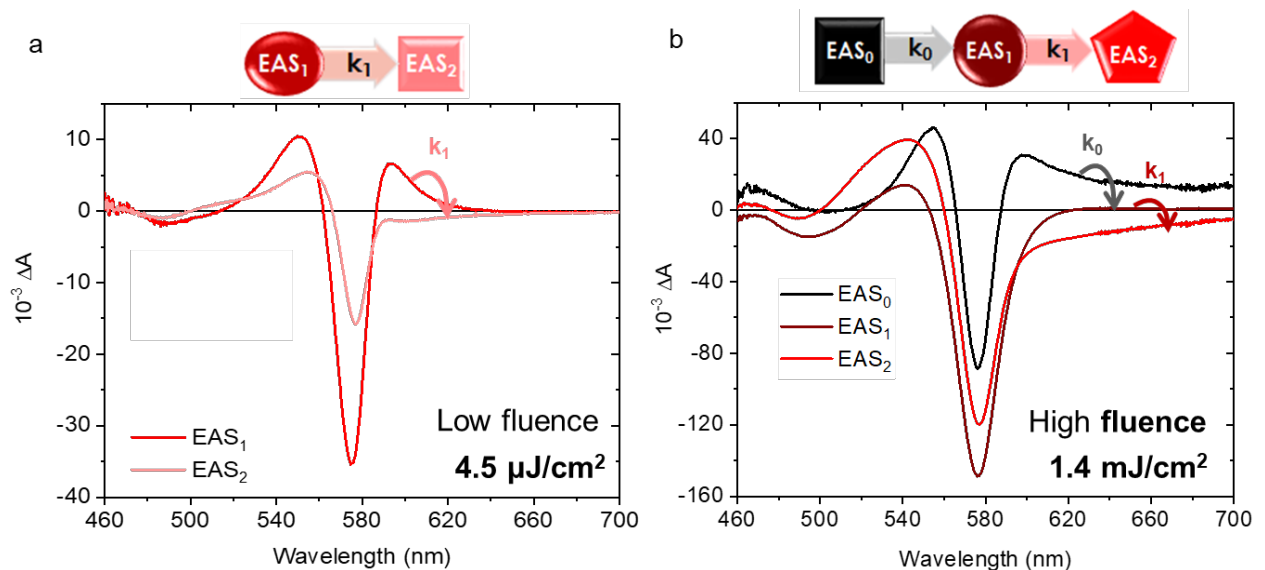 a
EAS1 k1 EAS2
10
0
-10
-20
-30
-40
460 500 540 580 620 660 700
10-3 ΔA
Wavelength (nm)
k1
EAS1
EAS2
Low fluence
4.5 µJ/cm2
b
EAS0 k0 EAS1 k1 EAS2
40
0
-40
-80
-120
-160
460 500 540 580 620 660 700
10-3 ΔA
Wavelength (nm)
k0
k1
EAS0
EAS1
EAS2
High fluence
1.4 mJ/cm2